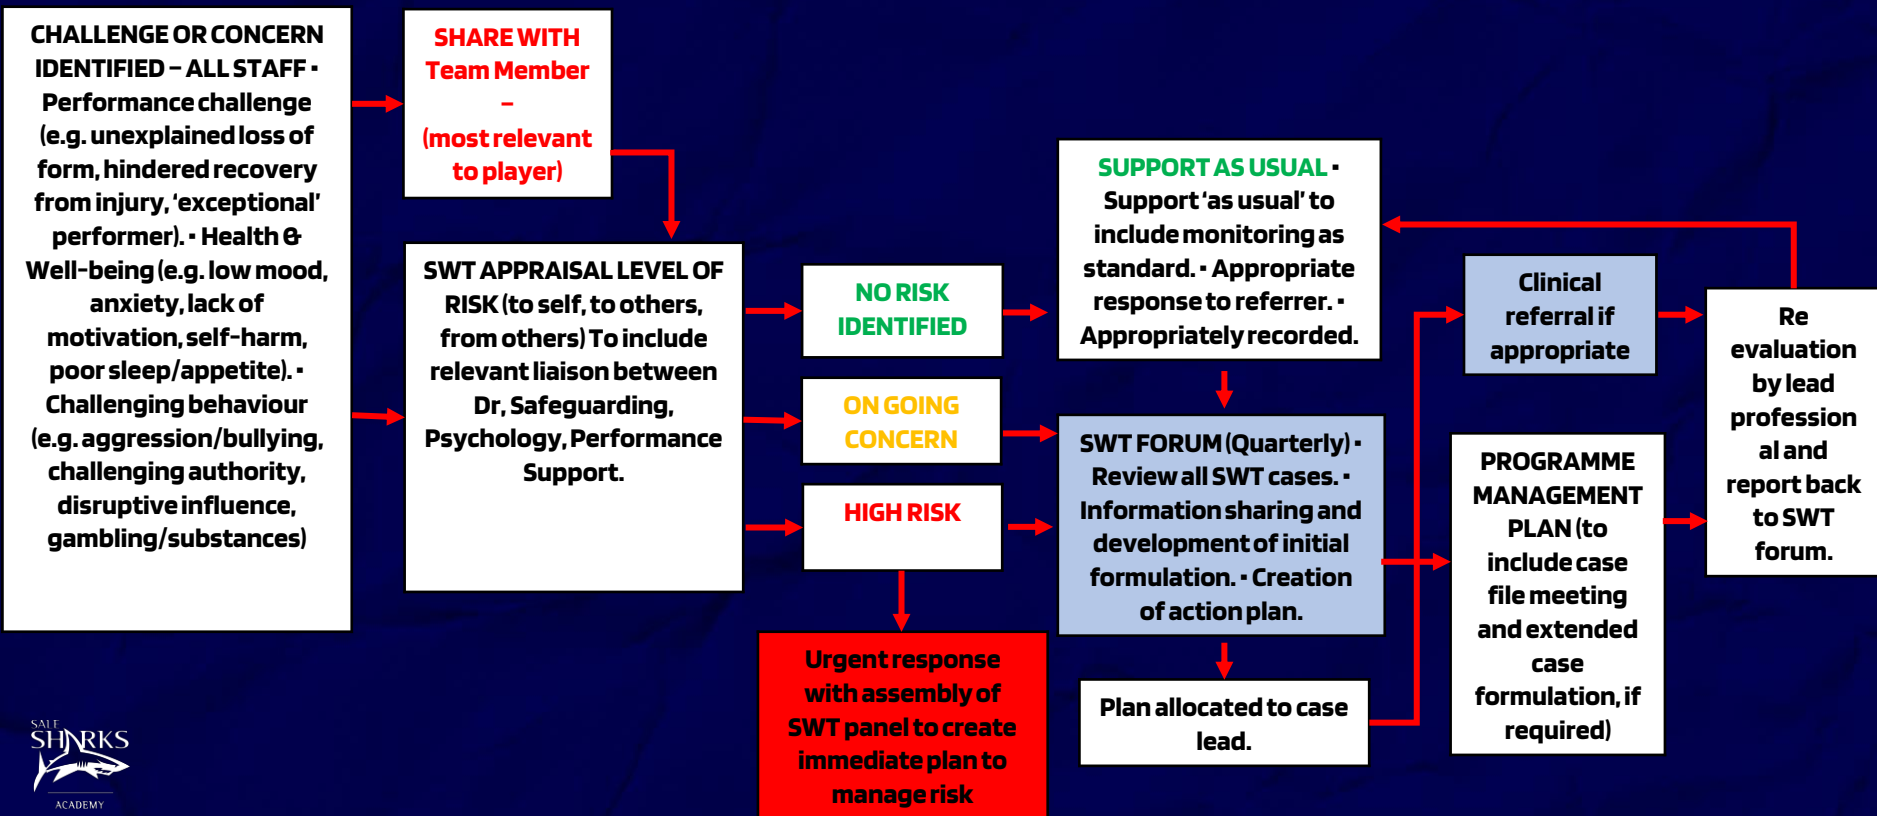 CHALLENGE OR CONCERN
IDENTIFIED – ALL STAFF ▪
Performance challenge
(e.g. unexplained loss of
form, hindered recovery
from injury, ‘exceptional’
performer). ▪ Health &
Well-being (e.g. low mood,
anxiety, lack of
motivation, self-harm,
poor sleep/appetite). ▪
Challenging behaviour
(e.g. aggression/bullying,
challenging authority,
disruptive influence,
gambling/substances)
SHARE WITH
Team Member
–
(most relevant
to player)
SWT APPRAISAL LEVEL OF
RISK (to self, to others,
from others) To include
relevant liaison between
Dr, Safeguarding,
Psychology, Performance
Support.
NO RISK
IDENTIFIED
ON GOING
CONCERN
HIGH RISK
Urgent response
with assembly of
SWT panel to create
immediate plan to
manage risk
SUPPORT AS USUAL ▪
Support ‘as usual’ to
include monitoring as
standard. ▪ Appropriate
response to referrer. ▪
Appropriately recorded.
SWT FORUM (Quarterly) ▪
Review all SWT cases. ▪
Information sharing and
development of initial
formulation. ▪ Creation
of action plan.
Plan allocated to case
lead.
Clinical
referral if
appropriate
PROGRAMME
MANAGEMENT
PLAN (to
include case
file meeting
and extended
case
formulation, if
required)
Re
evaluation
by lead
profession
al and
report back
to SWT
forum.
SALE
SHARKS
ACADEMY